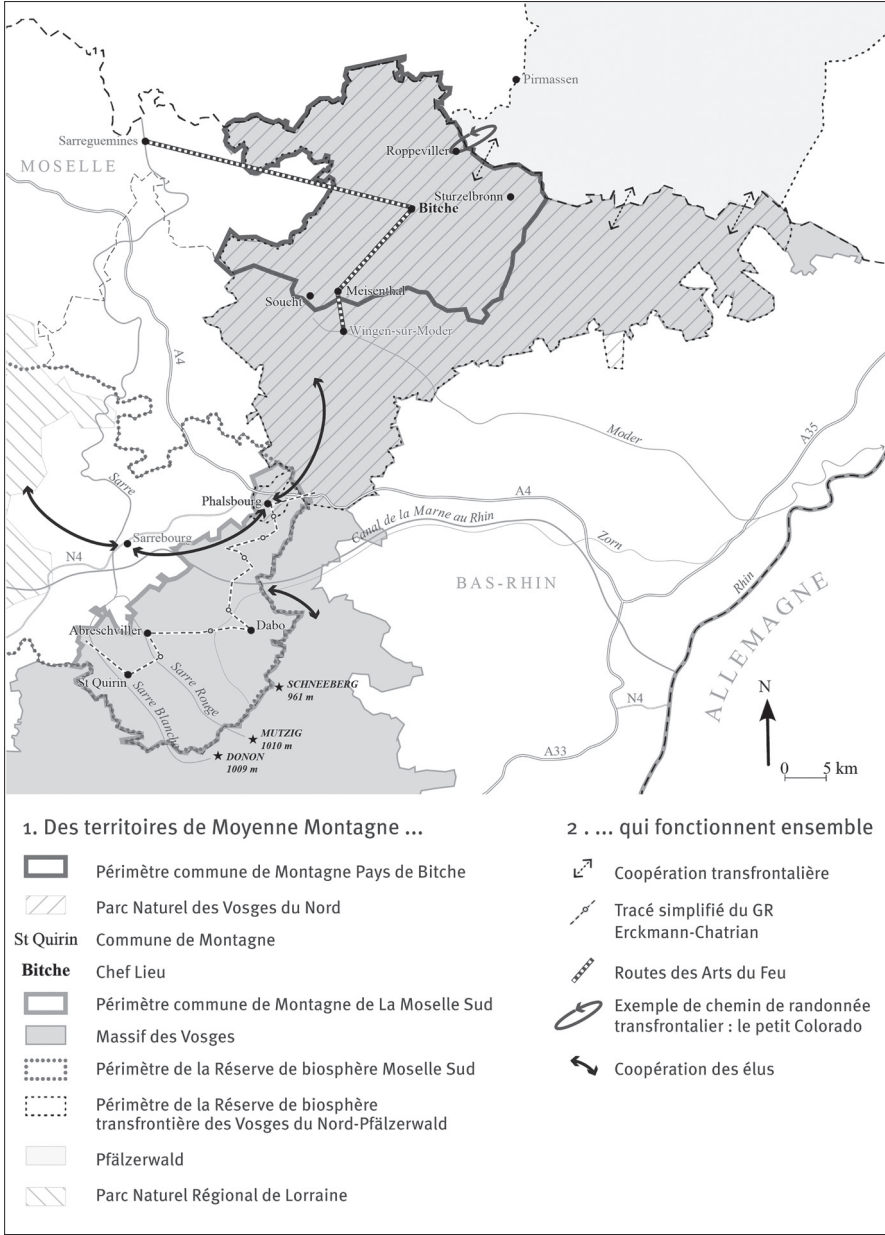 Pirmassen
Sarreguemines
MOSELLE
Roppeviller
Sturzelbronn
Bitche
Meisenthal
Soucht
Wingen-sur-Moder
A4
Moder
A35
Sarre
Phalsbourg
A4
Canal de la Marne au Rhin
Sarrebourg
Zorn
N4
BAS-RHIN
Rhin
ALLEMAGNE
Abreschviller
Dabo
St Quirin
Sarre Rouge
Sarre Blanche
SCHNEEBERG
961 m
N4
N
MUTZIG
1010 m
DONON
1009 m
A33
0 5 km
1. Des territoires de Moyenne Montagne ...
Périmètre commune de Montagne Pays de Bitche
Parc Naturel des Vosges du Nord
St Quirin Commune de Montagne
Bitche Chef Lieu
Périmètre commune de Montagne de La Moselle Sud
Massif des Vosges
Périmètre de la Réserve de biosphère Moselle Sud
Périmètre de la Réserve de biosphère
transfrontière des Vosges du Nord-Pfälzerwald
Pfälzerwald
Parc Naturel Régional de Lorraine
2 . ... qui fonctionnent ensemble
Coopération transfrontalière
Tracé simplifié du GR
Erckmann-Chatrian
Routes des Arts du Feu
Exemple de chemin de randonnée
transfrontalier : le petit Colorado
Coopération des élus